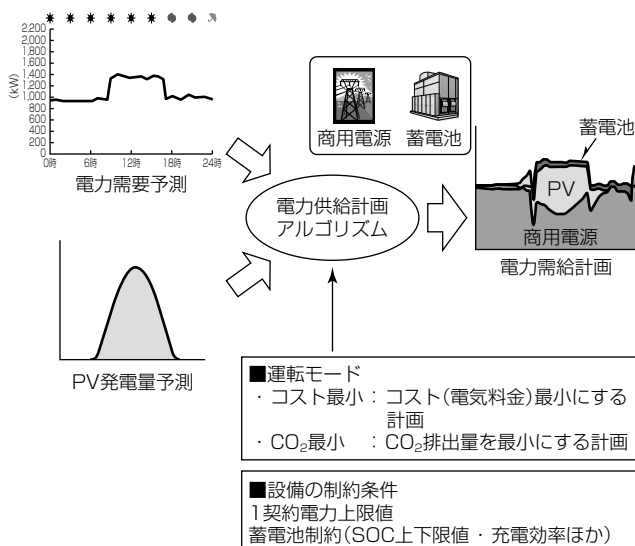 2,200
2,000
1,800
1,600
1,400
1,200
1,000
800
600
400
200
0
(kW)
0時 6時 12時 18時 24時
電力需要予測
商用電源 蓄電池
電力供給計画
アルゴリズム
蓄電池
PV
商用電源
電力需給計画
PV発電量予測
■運転モード
・コスト最小：コスト(電気料金)最小にする
計画
・CO₂最小 ：CO₂排出量を最小にする計画
■設備の制約条件
1契約電力上限値
蓄電池制約(SOC上下限値・充電効率ほか)